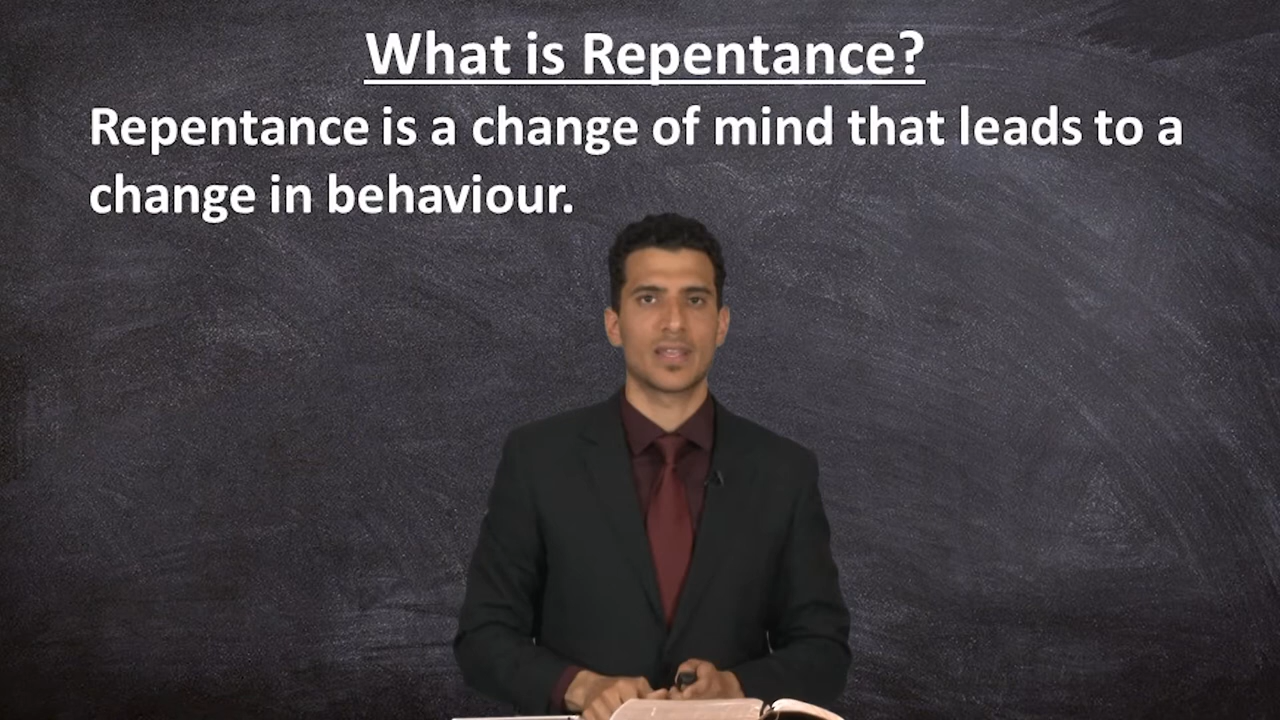 What is Repentance?
Repentance is a change of mind that leads to a
change in behaviour.